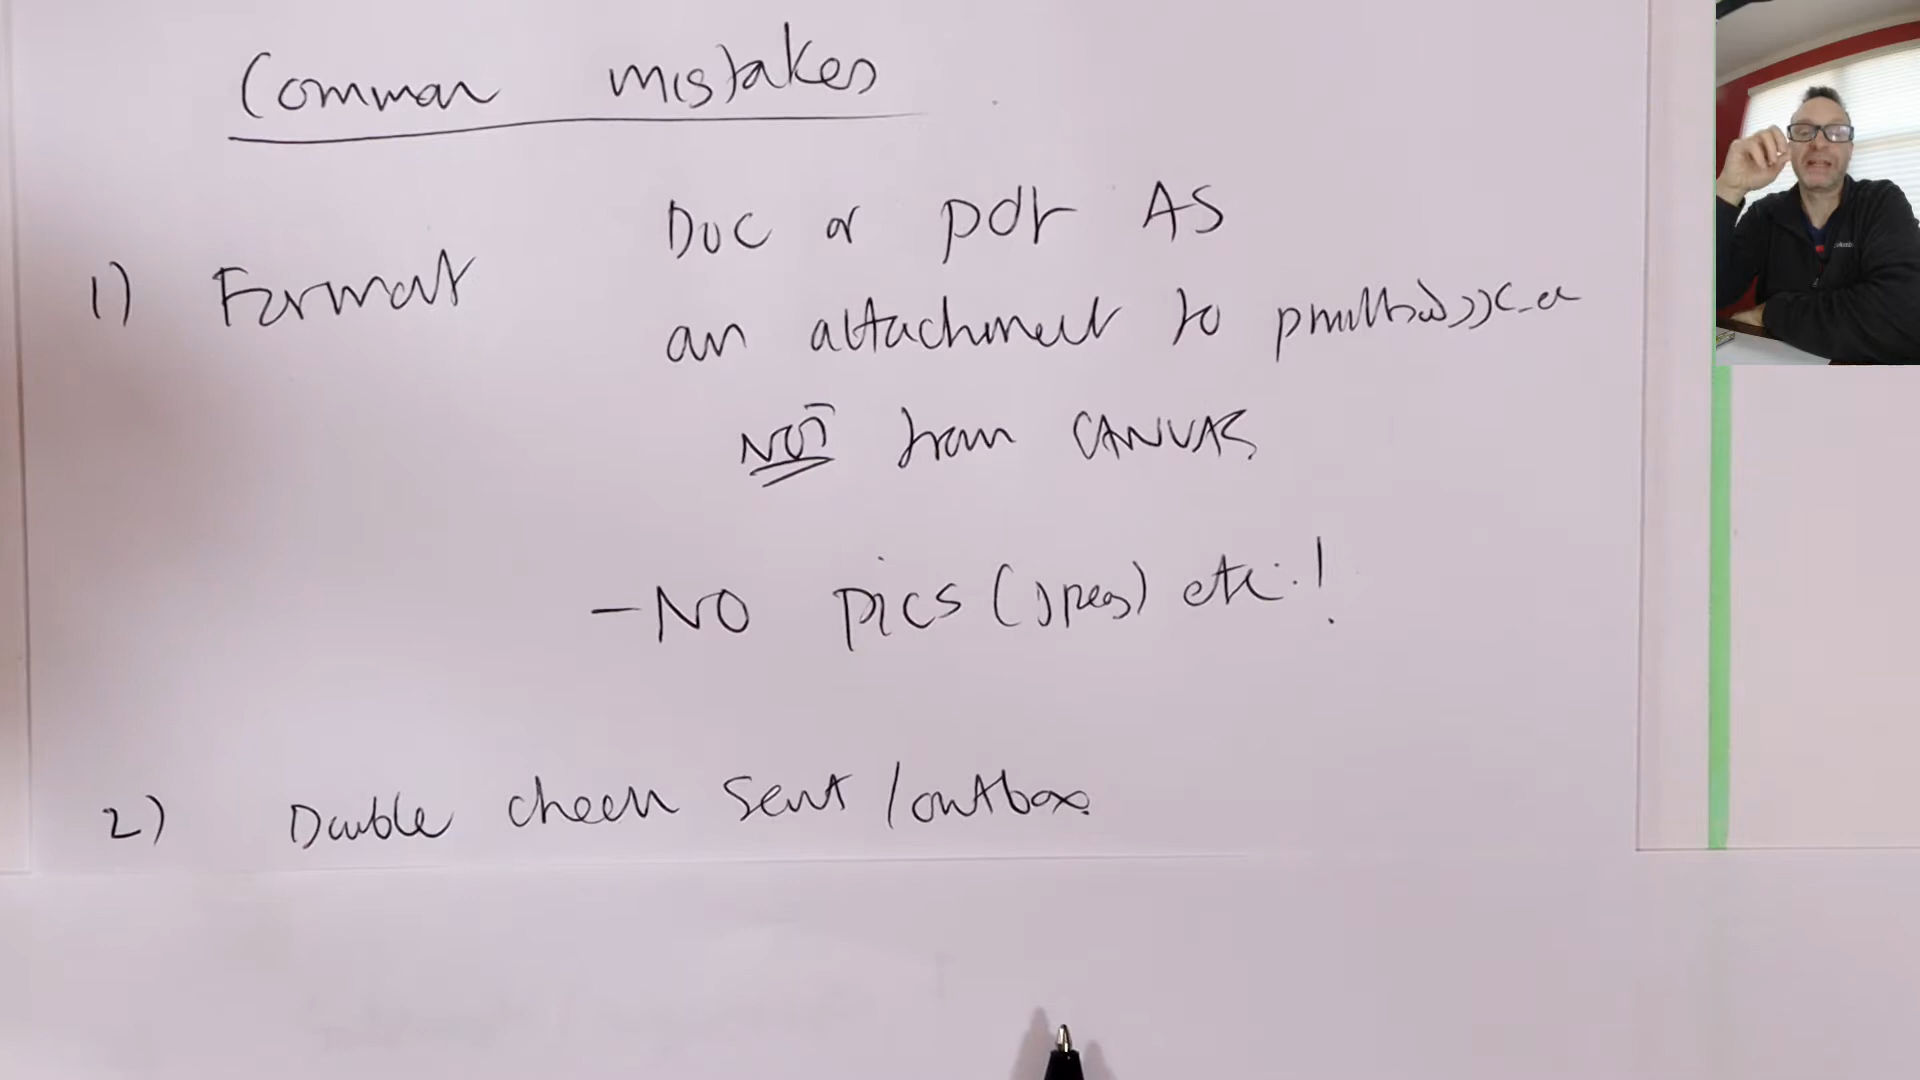 Common mistakes
1) Format
Doc or pdf AS
an attachment to
NOT from CANVAS
- NO pics (jpeg) etc.!
2) Double check sent / outbox